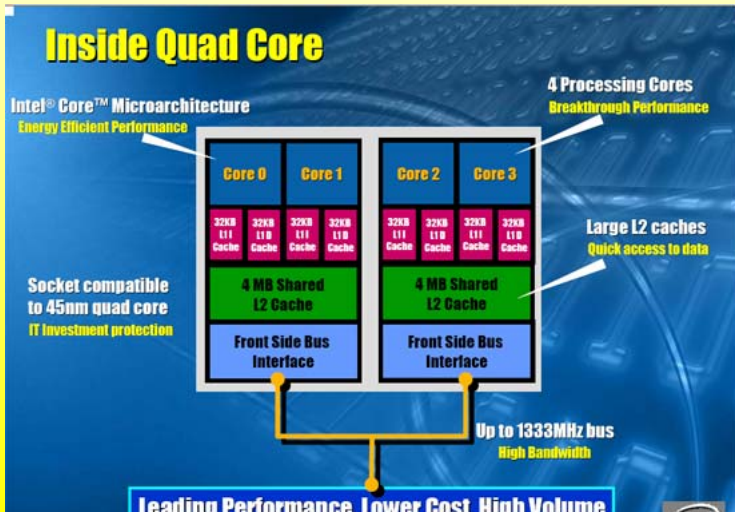 Inside Quad Core
Intel® Core™ Microarchitecture
Energy Efficient Performance
4 Processing Cores
Breakthrough Performance
Core 0
Core 1
Core 2
Core 3
32KB
L1 I
Cache
32KB
L1 D
Cache
32KB
L1 I
Cache
32KB
L1 D
Cache
32KB
L1 I
Cache
32KB
L1 D
Cache
32KB
L1 I
Cache
32KB
L1 D
Cache
Large L2 caches
Quick access to data
Socket compatible
to 45nm quad core
IT Investment protection
4 MB Shared
L2 Cache
4 MB Shared
L2 Cache
Front Side Bus
Interface
Front Side Bus
Interface
Up to 1333MHz bus
High Bandwidth
Leading Performance, Lower Cost, High Volume